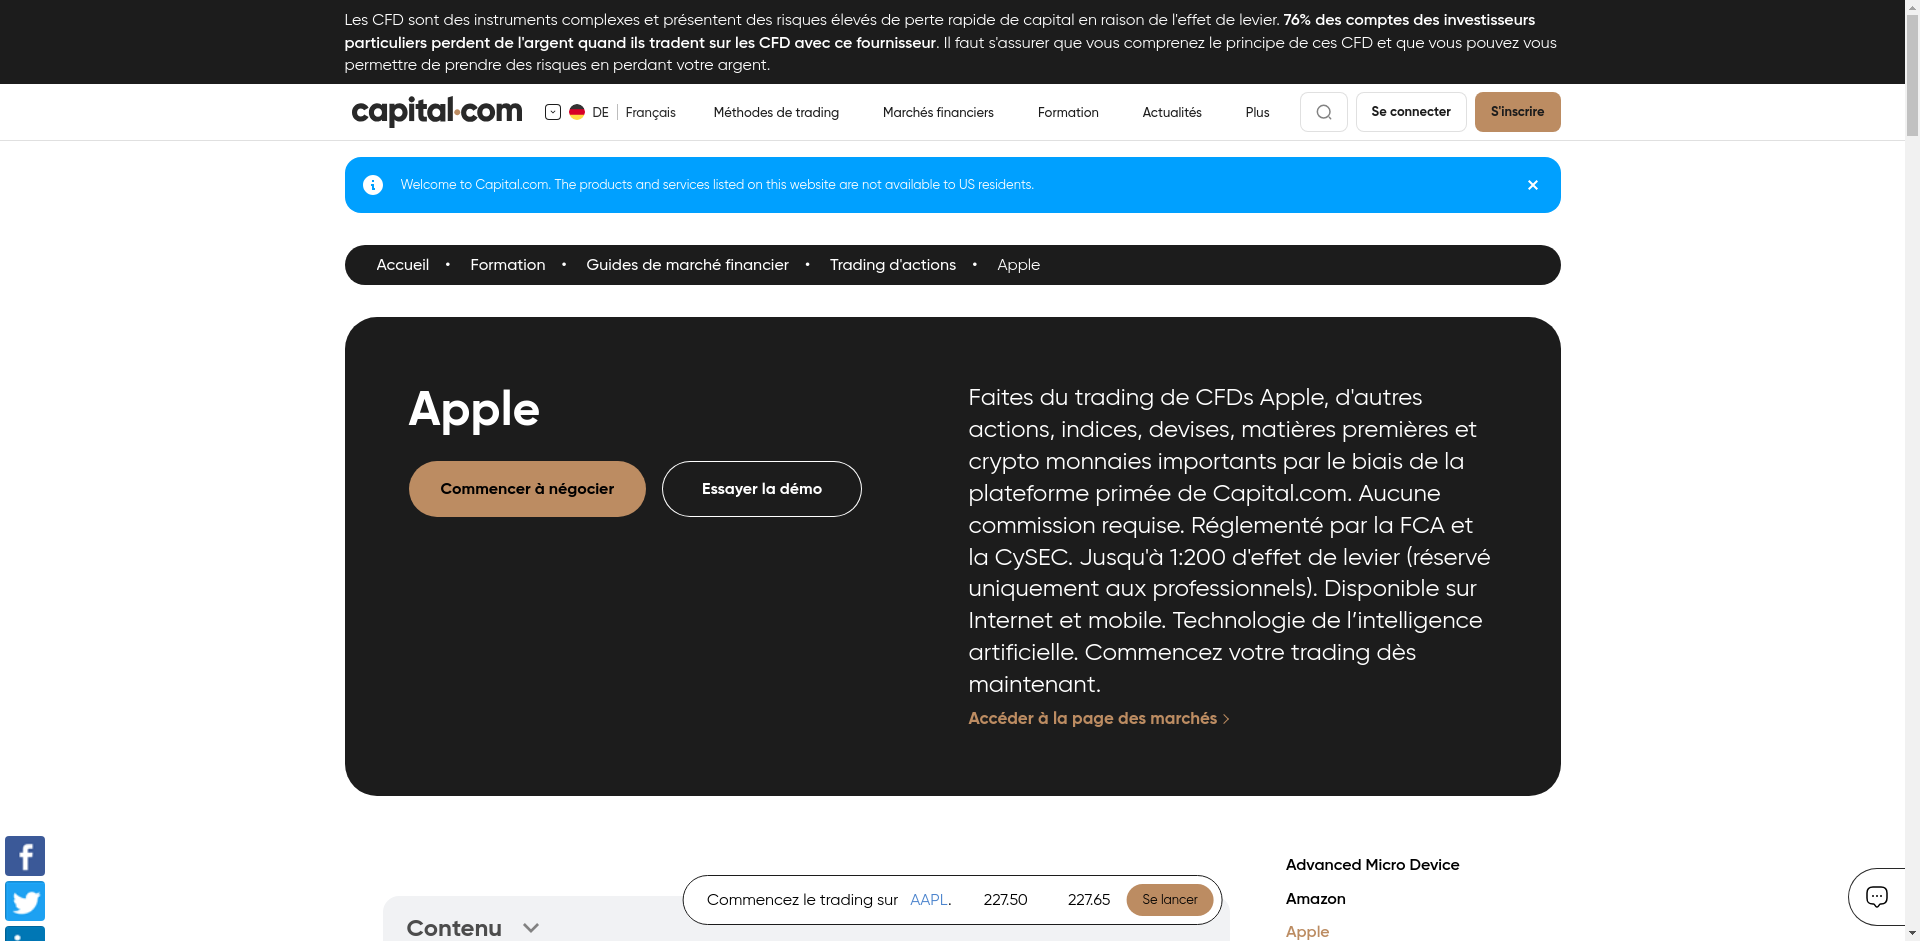 Les CFD sont des instruments complexes et présentent des risques élevés de perte rapide de capital en raison de l'effet de levier. 76% des comptes des investisseurs
particuliers perdent de l'argent quand ils tradent sur les CFD avec ce fournisseur. Il faut s'assurer que vous comprenez le principe de ces CFD et que vous pouvez vous
permettre de prendre des risques en perdant votre argent.
capital.com DE Français Méthodes de trading Marchés financiers Formation Actualités Plus Se connecter S'inscrire
Welcome to Capital.com. The products and services listed on this website are not available to US residents.
Accueil • Formation • Guides de marché financier • Trading d'actions • Apple
Apple
Commencer à négocier Essayer la démo
Faites du trading de CFDs Apple, d'autres
actions, indices, devises, matières premières et
crypto monnaies importants par le biais de la
plateforme primée de Capital.com. Aucune
commission requise. Réglementé par la FCA et
la CySEC. Jusqu'à 1:200 d'effet de levier (réservé
uniquement aux professionnels). Disponible sur
Internet et mobile. Technologie de l’intelligence
artificielle. Commencez votre trading dès
maintenant.
Accéder à la page des marchés
Advanced Micro Device
Amazon
Apple
Commencez le trading sur AAPL. 227.50 227.65 Se lancer
Contenu